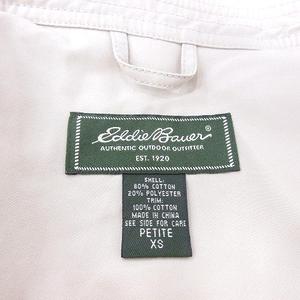 Eddie Bauer®
AUTHENTIC OUTDOOR OUTFITTER
EST. 1920
SHELL:
80% COTTON
20% POLYESTER
TRIM:
100% COTTON
MADE IN CHINA
SEE SIDE FOR CARE
PETITE
XS